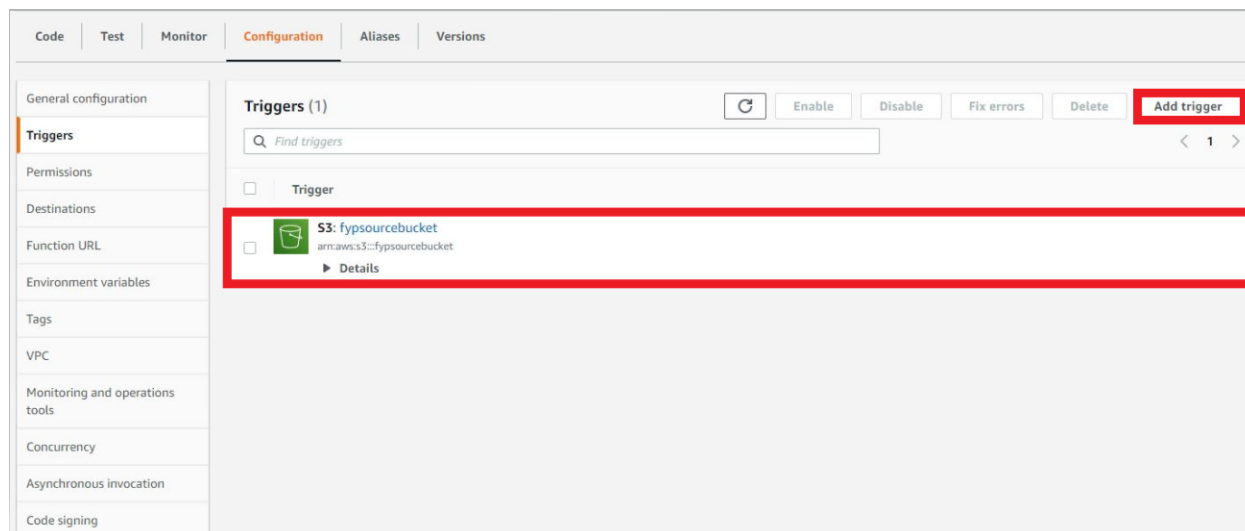 Code Test Monitor Configuration Aliases Versions
General configuration
Triggers
Permissions
Destinations
Function URL
Environment variables
Tags
VPC
Monitoring and operations
tools
Concurrency
Asynchronous invocation
Code signing
Triggers (1)
Enable Disable Fix errors Delete Add trigger
Find triggers
1
Trigger
S3: fypsourcebucket
arn:aws:s3:::fypsourcebucket
Details